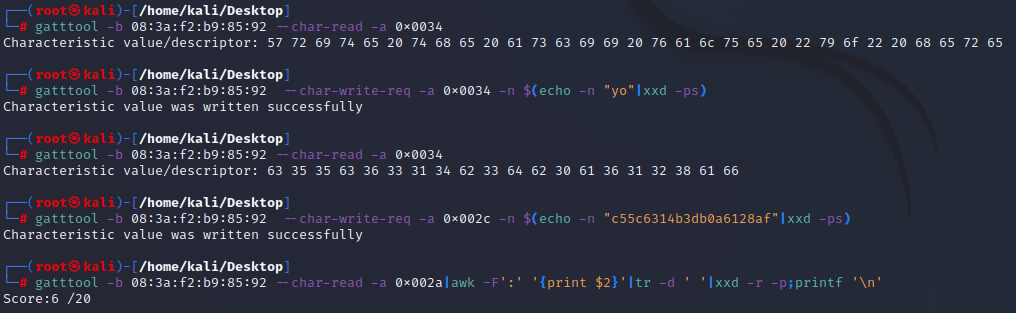 ┌──(root㉿kali)-[/home/kali/Desktop]
└─# gatttool -b 08:3a:f2:b9:85:92 --char-read -a 0×0034
Characteristic value/descriptor: 57 72 69 74 65 20 74 68 65 20 61 73 63 69 69 20 76 61 6c 75 65 20 22 79 6f 22 20 68 65 72 65
┌──(root㉿kali)-[/home/kali/Desktop]
└─# gatttool -b 08:3a:f2:b9:85:92  --char-write-req -a 0×0034 -n $(echo -n "yo"|xxd -ps)
Characteristic value was written successfully
┌──(root㉿kali)-[/home/kali/Desktop]
└─# gatttool -b 08:3a:f2:b9:85:92 --char-read -a 0×0034
Characteristic value/descriptor: 63 35 35 63 36 33 31 34 62 33 64 62 30 61 36 31 32 38 61 66
┌──(root㉿kali)-[/home/kali/Desktop]
└─# gatttool -b 08:3a:f2:b9:85:92  --char-write-req -a 0×002c -n $(echo -n "c55c6314b3db0a6128af"|xxd -ps)
Characteristic value was written successfully
┌──(root㉿kali)-[/home/kali/Desktop]
└─# gatttool -b 08:3a:f2:b9:85:92 --char-read -a 0×002a|awk -F':' '{print $2}'|tr -d ' '|xxd -r -p;printf '\n'
Score:6 /20